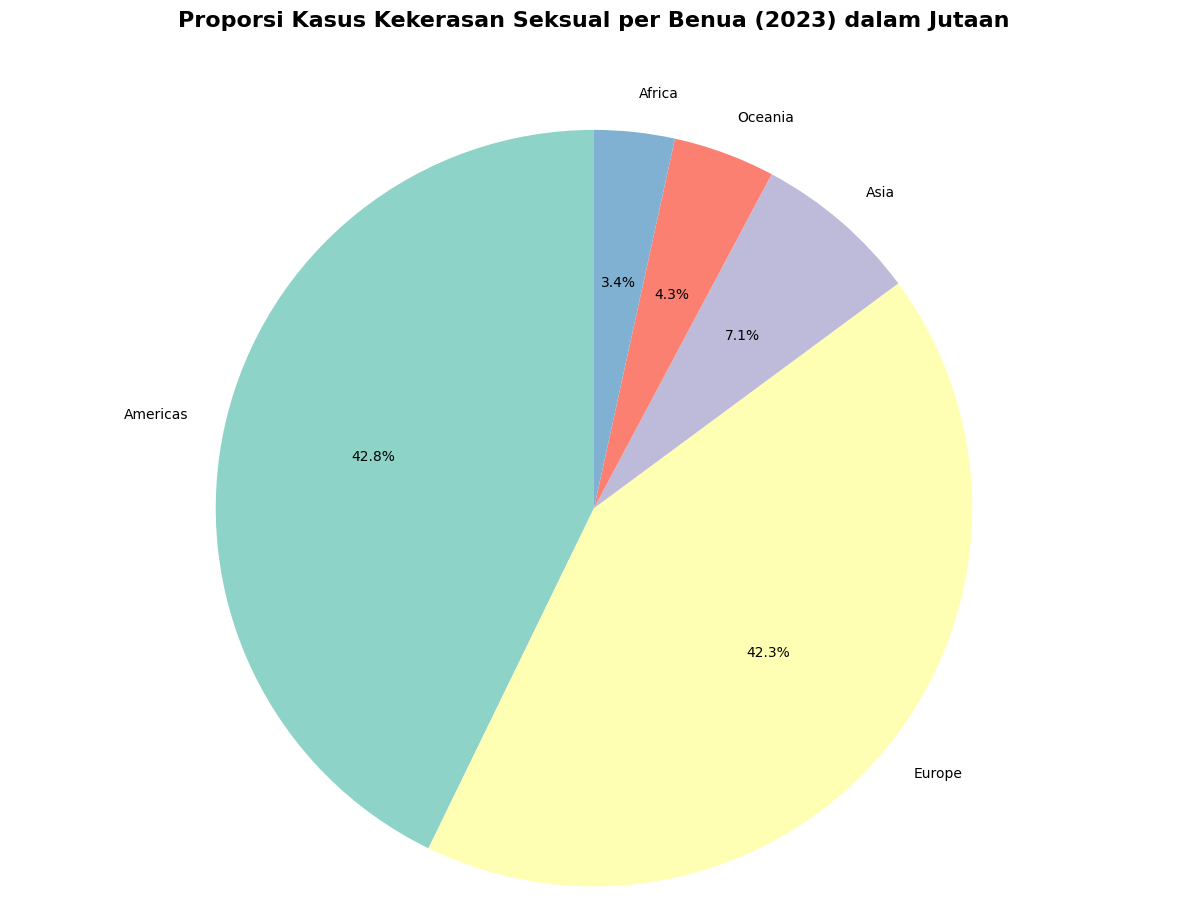 Proporsi Kasus Kekerasan Seksual per Benua (2023) dalam Jutaan
Africa
Oceania
Asia
3.4%
4.3%
7.1%
Americas
42.8%
42.3%
Europe